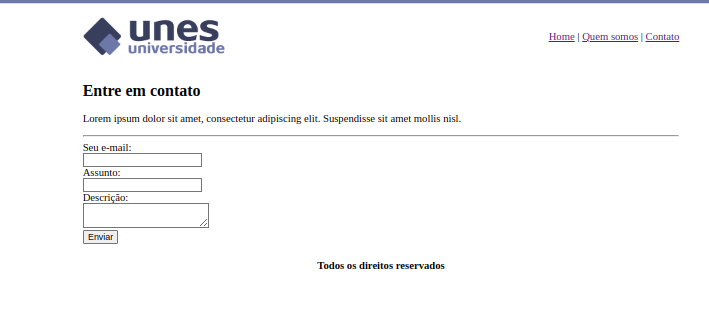 unes
universidade
Home | Quem somos | Contato
Entre em contato
Lorem ipsum dolor sit amet, consectetur adipiscing elit. Suspendisse sit amet mollis nisl.
Seu e-mail:
Assunto:
Descrição:
Enviar
Todos os direitos reservados